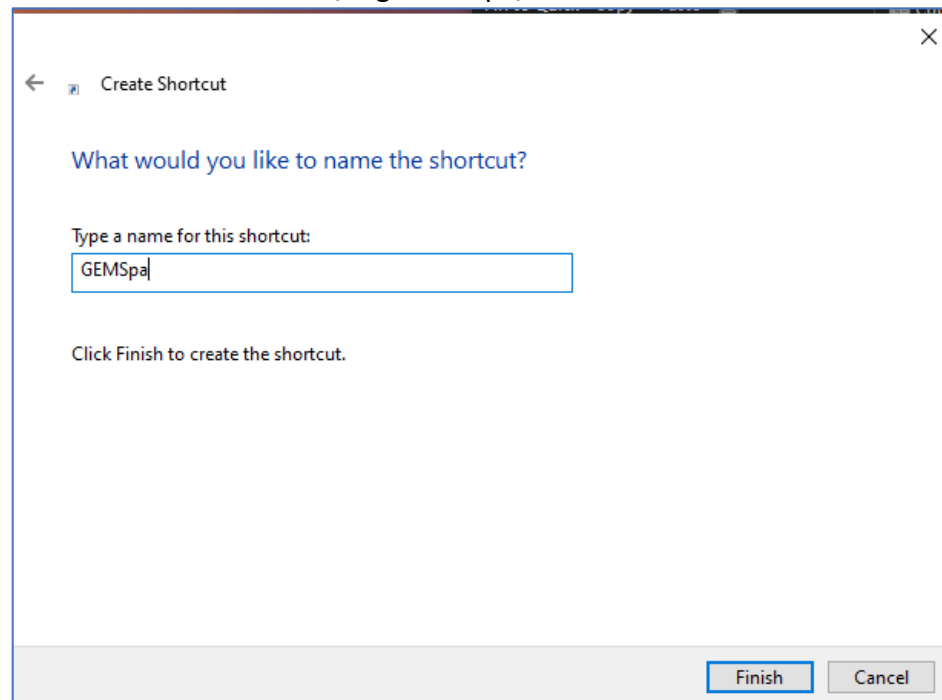 Create Shortcut
What would you like to name the shortcut?
Type a name for this shortcut:
GEMSpa
Click Finish to create the shortcut.
Finish Cancel